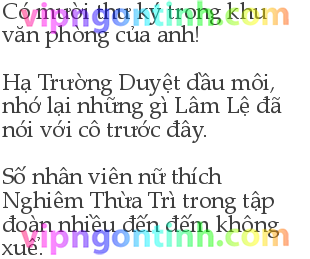 Có mười thư ký trong khu
văn phòng của anh!
Hạ Trường Duyệt đầu môi,
nhớ lại những gì Lâm Lệ đã
nói với cô trước đây.
Số nhân viên nữ thích
Nghiêm Thừa Trì trong tập
đoàn nhiều đến đếm không
xuể.
vipngontinh.com
vipngontinh.com